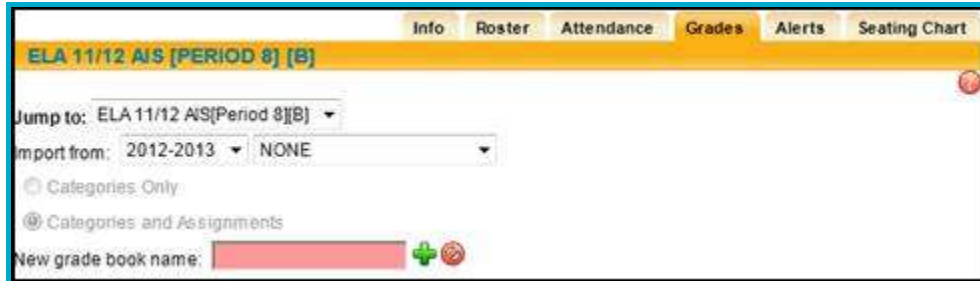 Info Roster Attendance Grades Alerts Seating Chart
ELA 11/12 AIS [PERIOD 8] [B]
Jump to: ELA 11/12 AIS[Period 8][B]
Import from: 2012-2013 NONE
Categories Only
Categories and Assignments
New grade book name: